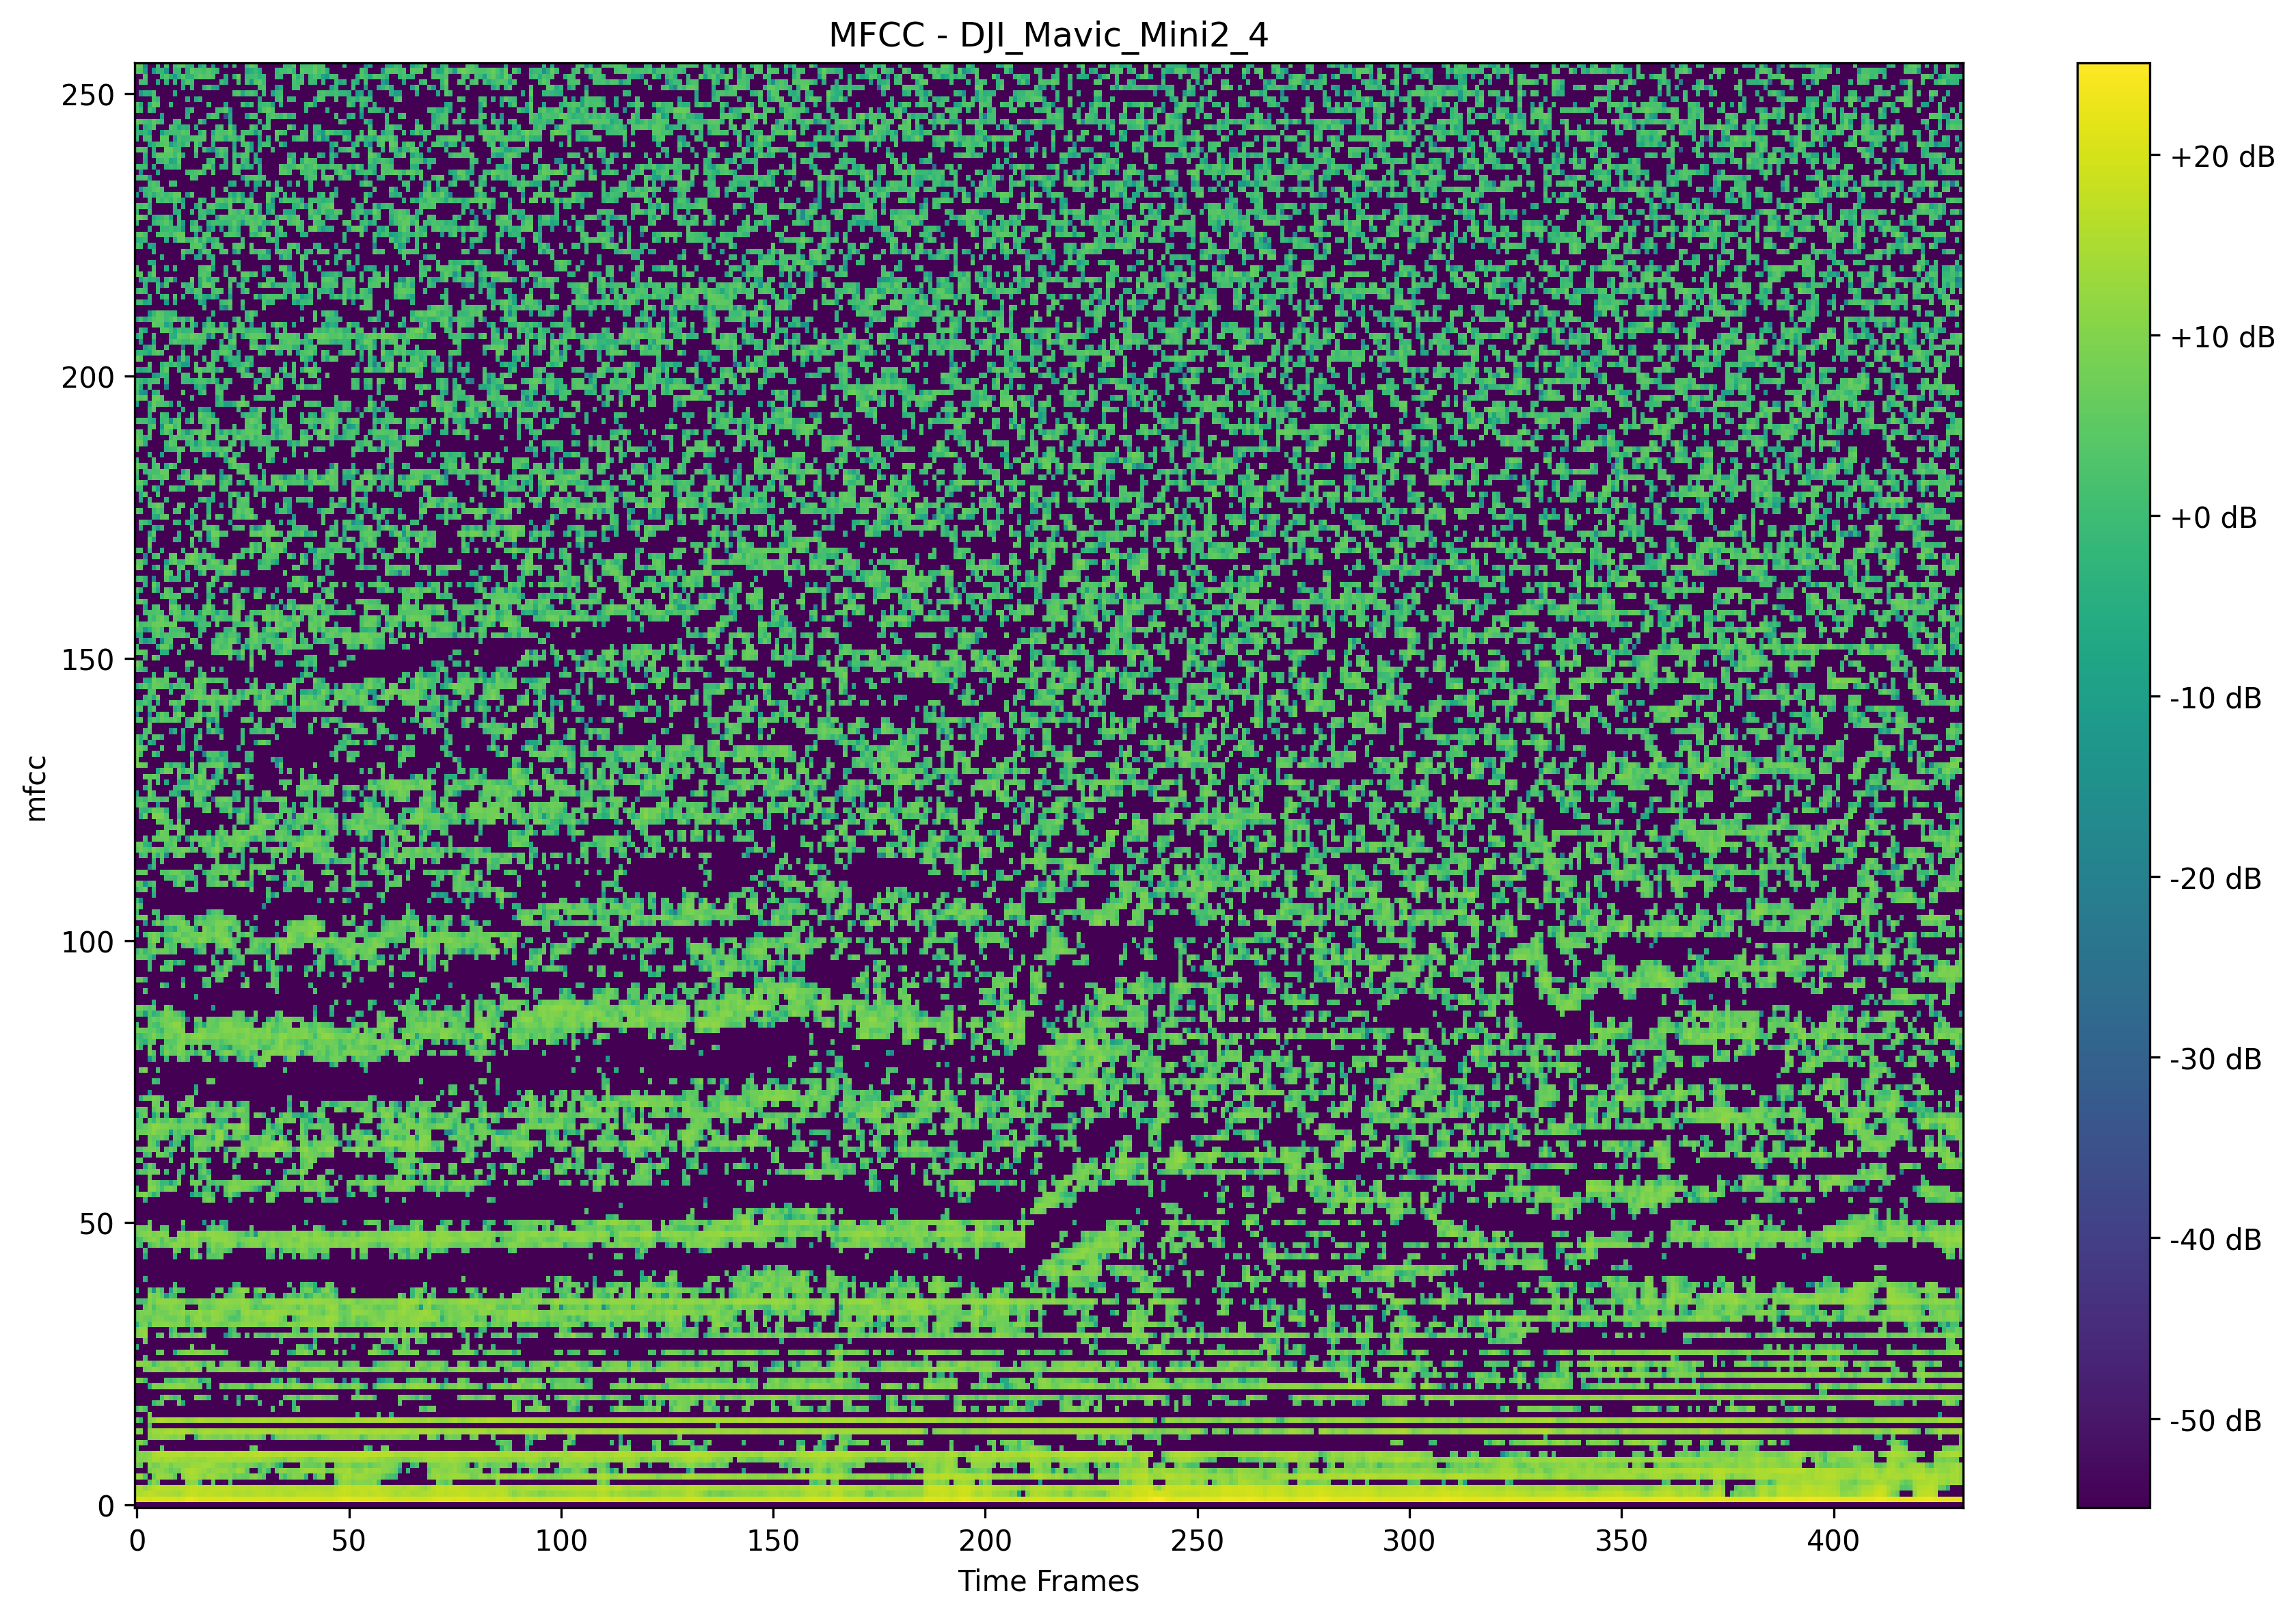 MFCC - DJI_Mavic_Mini2_4
250
200
150
100
50
0
mfcc
0 50 100 150 200 250 300 350 400
Time Frames
+20 dB
+10 dB
+0 dB
-10 dB
-20 dB
-30 dB
-40 dB
-50 dB